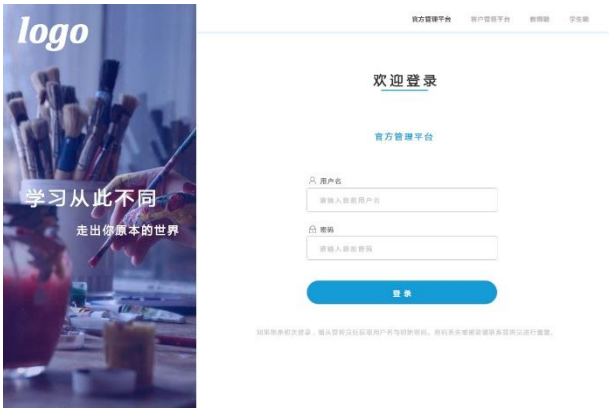 logo
官方管理平台 客户管理平台 教师端 学生端
欢迎登录
官方管理平台
学习从此不同
走出你原本的世界
用户名
请输入您的用户名
密码
请输入您的密码
登录